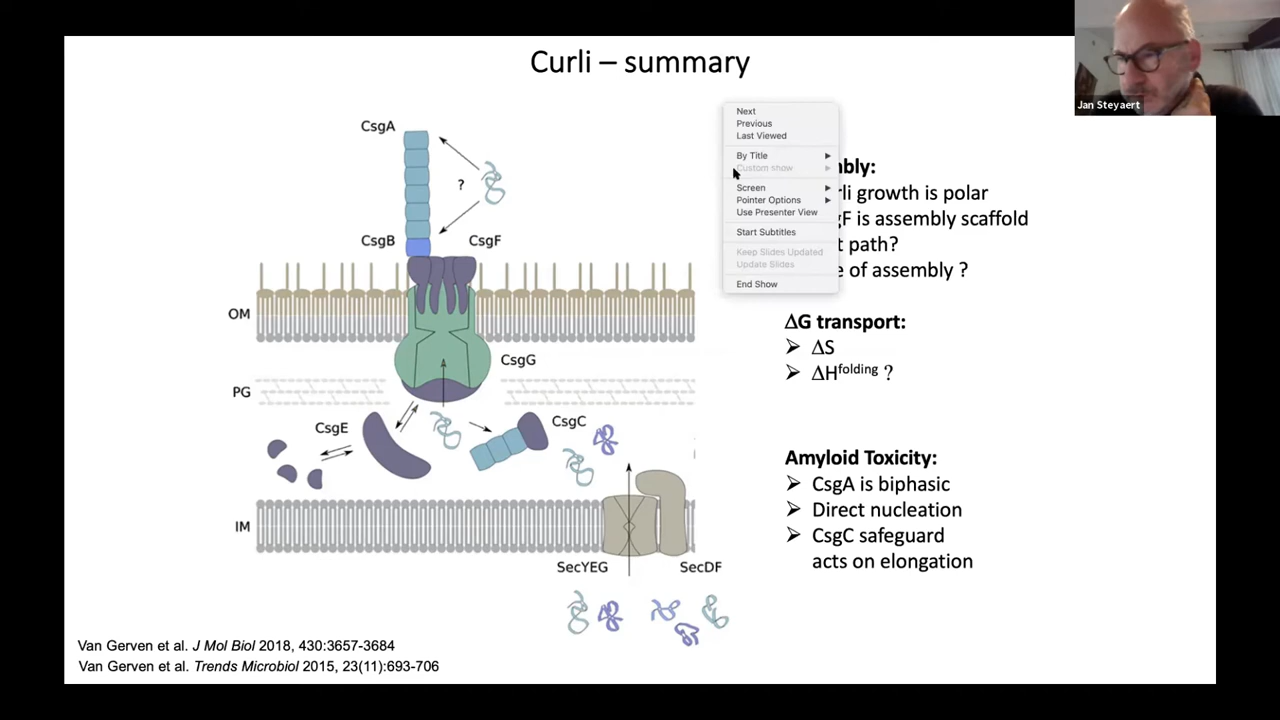 Curli – summary
Jan Steyaert
CsgA
?
CsgB
CsgF
OM
CsgG
PG
CsgE
CsgC
IM
SecYEG
SecDF
Next
Previous
Last Viewed
By Title
Custom show
Screen
Pointer Options
Use Presenter View
Start Subtitles
Keep Slides Updated
Update Slides
End Show
growth is polar
is assembly scaffold
path?
of assembly ?
ΔG transport:
➢ ΔS
➢ ΔHfolding ?
Amyloid Toxicity:
➢ CsgA is biphasic
➢ Direct nucleation
➢ CsgC safeguard
acts on elongation
Van Gerven et al. J Mol Biol 2018, 430:3657-3684
Van Gerven et al. Trends Microbiol 2015, 23(11):693-706